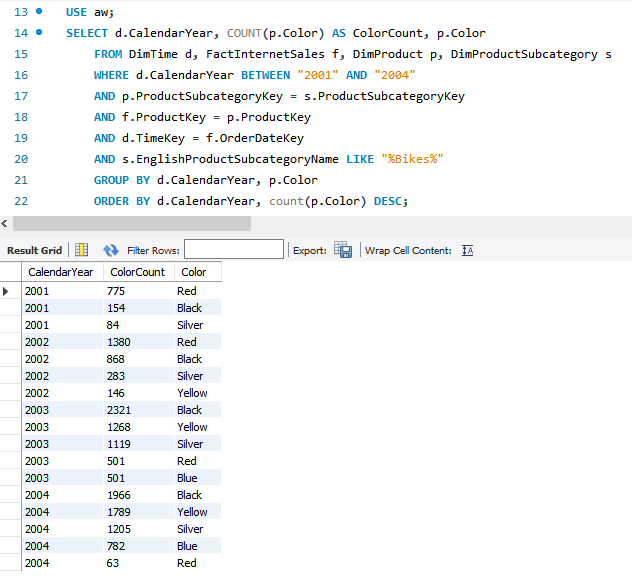 13 USE aw;
14 SELECT d.CalendarYear, COUNT(p.Color) AS ColorCount, p.Color
15 FROM DimTime d, FactInternetSales f, DimProduct p, DimProductSubcategory s
16 WHERE d.CalendarYear BETWEEN "2001" AND "2004"
17 AND p.ProductSubcategoryKey = s.ProductSubcategoryKey
18 AND f.ProductKey = p.ProductKey
19 AND d.TimeKey = f.OrderDateKey
20 AND s.EnglishProductSubcategoryName LIKE "%Bikes%"
21 GROUP BY d.CalendarYear, p.Color
22 ORDER BY d.CalendarYear, count(p.Color) DESC;
Result Grid Filter Rows: Export: Wrap Cell Content: IA
CalendarYear ColorCount Color
2001 775 Red
2001 154 Black
2001 84 Silver
2002 1380 Red
2002 868 Black
2002 283 Silver
2002 146 Yellow
2003 2321 Black
2003 1268 Yellow
2003 1119 Silver
2003 501 Red
2003 501 Blue
2004 1966 Black
2004 1789 Yellow
2004 1205 Silver
2004 782 Blue
2004 63 Red